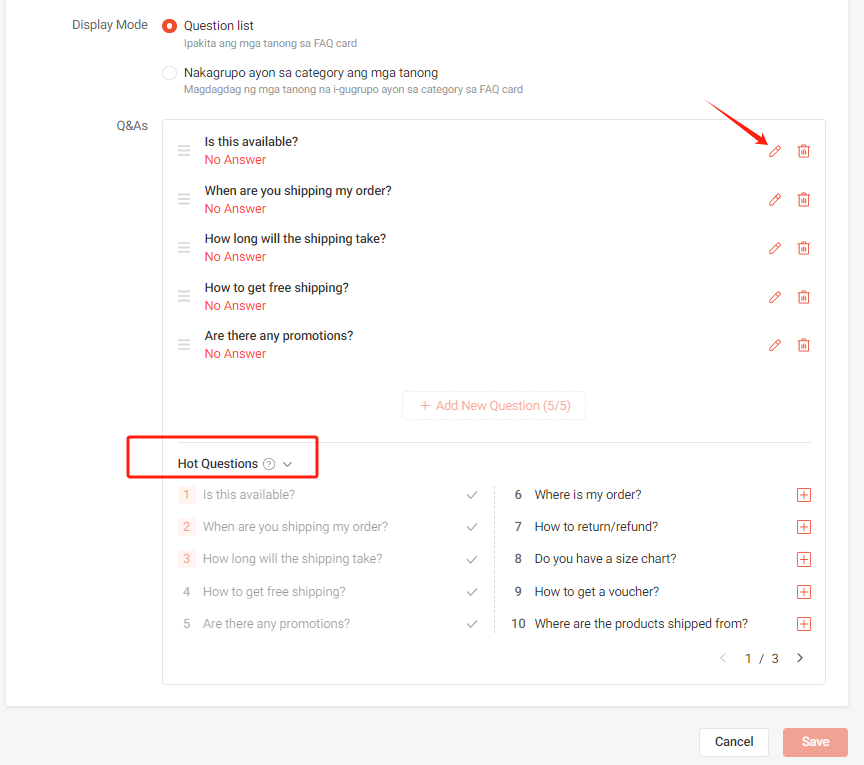 Display Mode
Question list
Ipakita ang mga tanong sa FAQ card
Nakagrupo ayon sa category ang mga tanong
Magdagdag ng mga tanong na i-gugrupo ayon sa category sa FAQ card
Q&As
Is this available?
No Answer
When are you shipping my order?
No Answer
How long will the shipping take?
No Answer
How to get free shipping?
No Answer
Are there any promotions?
No Answer
+ Add New Question (5/5)
Hot Questions ?
1 Is this available?
2 When are you shipping my order?
3 How long will the shipping take?
4 How to get free shipping?
5 Are there any promotions?
6 Where is my order?
7 How to return/refund?
8 Do you have a size chart?
9 How to get a voucher?
10 Where are the products shipped from?
1 / 3
Cancel
Save